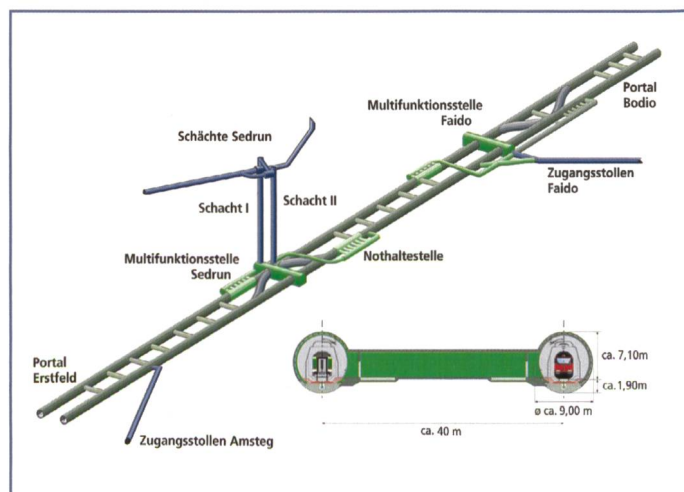 Portal
Bodio
Multifunktionsstelle
Faido
Schächte Sedrun
Zugangsstollen
Faido
Schacht I
Schacht II
Nothaltestelle
Multifunktionsstelle
Sedrun
Portal
Erstfeld
Zugangsstollen Amsteg
ca. 7,10m
ca.1,90m
ø ca. 9,00 m
ca. 40 m